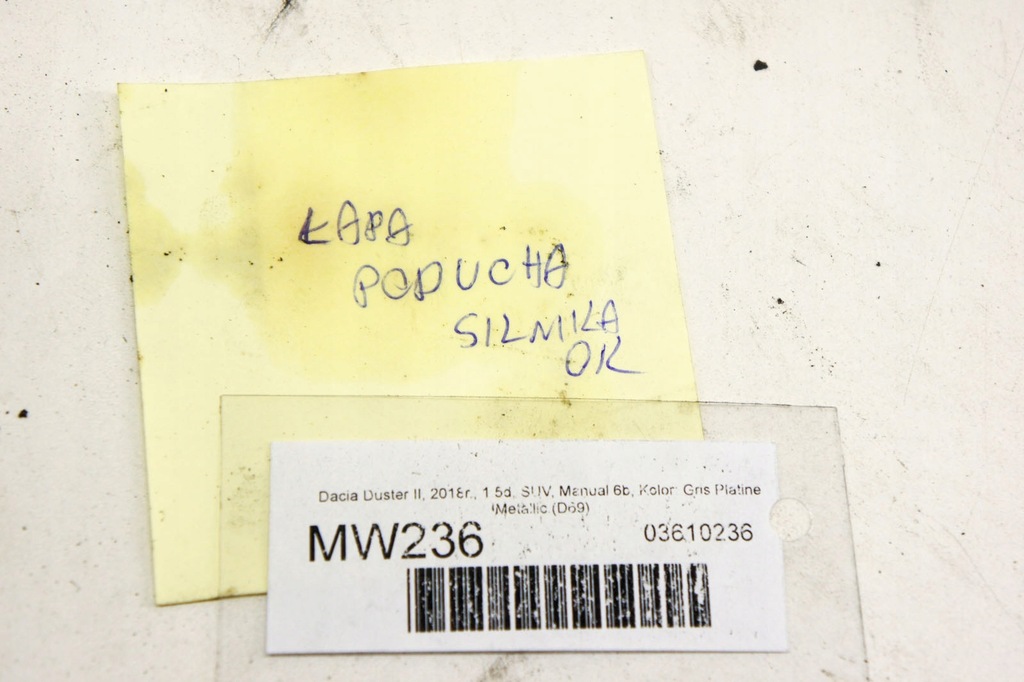 ŁAPA
PODUCHA
SILNIKA
OK
Dacia Duster II, 2018r., 1.5d, SUV, Manual 6b, Kolor: Gris Platine
Metallic (D69)
MW236
03610236